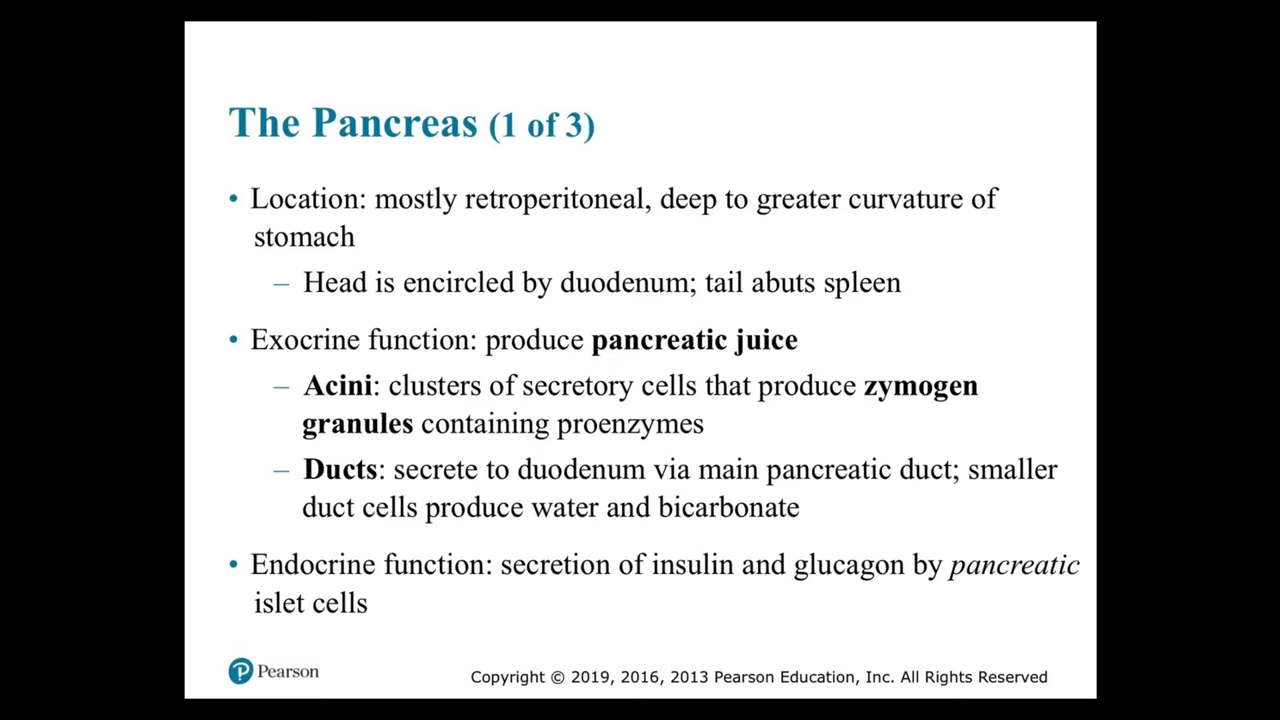 The Pancreas (1 of 3)
• Location: mostly retroperitoneal, deep to greater curvature of
stomach
– Head is encircled by duodenum; tail abuts spleen
• Exocrine function: produce pancreatic juice
– Acini: clusters of secretory cells that produce zymogen
granules containing proenzymes
– Ducts: secrete to duodenum via main pancreatic duct; smaller
duct cells produce water and bicarbonate
• Endocrine function: secretion of insulin and glucagon by pancreatic
islet cells
P Pearson
Copyright © 2019, 2016, 2013 Pearson Education, Inc. All Rights Reserved